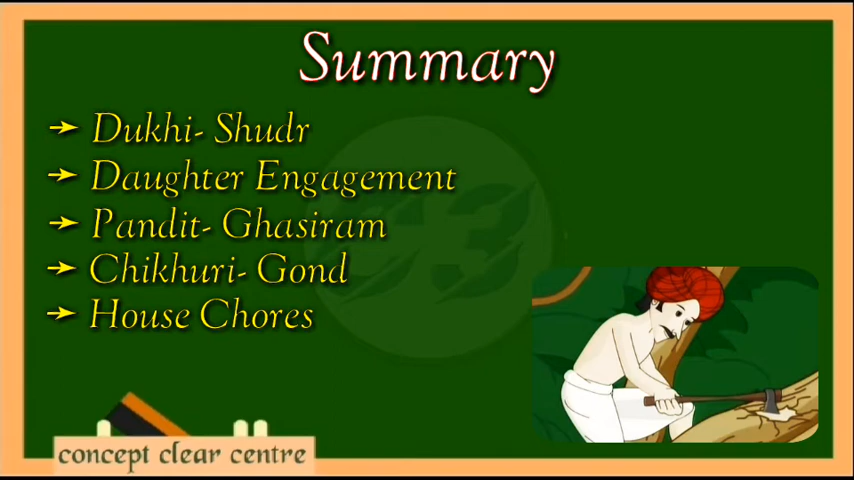 Summary
→ Dukhi- Shudr
→ Daughter Engagement
→ Pandit- Ghasiram
→ Chikhuri- Gond
→ House Chores
concept clear centre